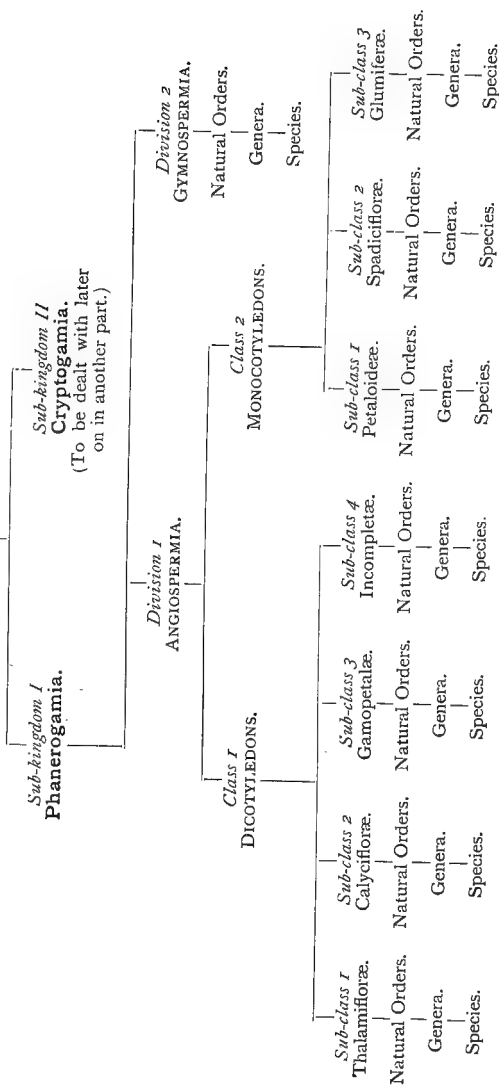 Sub-kingdom I
Phanerogamia.
Sub-kingdom II
Cryptogamia.
(To be dealt with later
on in another part.)
Division 1
ANGIOSPERMIA.
Division 2
GYMNOSPERMIA.
Natural Orders.
Genera.
Species.
Class 1
DICOTYLEDONS.
Class 2
MONOCOTYLEDONS.
Sub-class 1
Thalamifloræ.
Natural Orders.
Genera.
Species.
Sub-class 2
Calycifloræ.
Natural Orders.
Genera.
Species.
Sub-class 3
Gamopetalæ.
Natural Orders.
Genera.
Species.
Sub-class 4
Incompletæ.
Natural Orders.
Genera.
Species.
Sub-class 1
Petaloideæ.
Natural Orders.
Genera.
Species.
Sub-class 2
Spadicifloræ.
Natural Orders.
Genera.
Species.
Sub-class 3
Glumiferæ.
Natural Orders.
Genera.
Species.